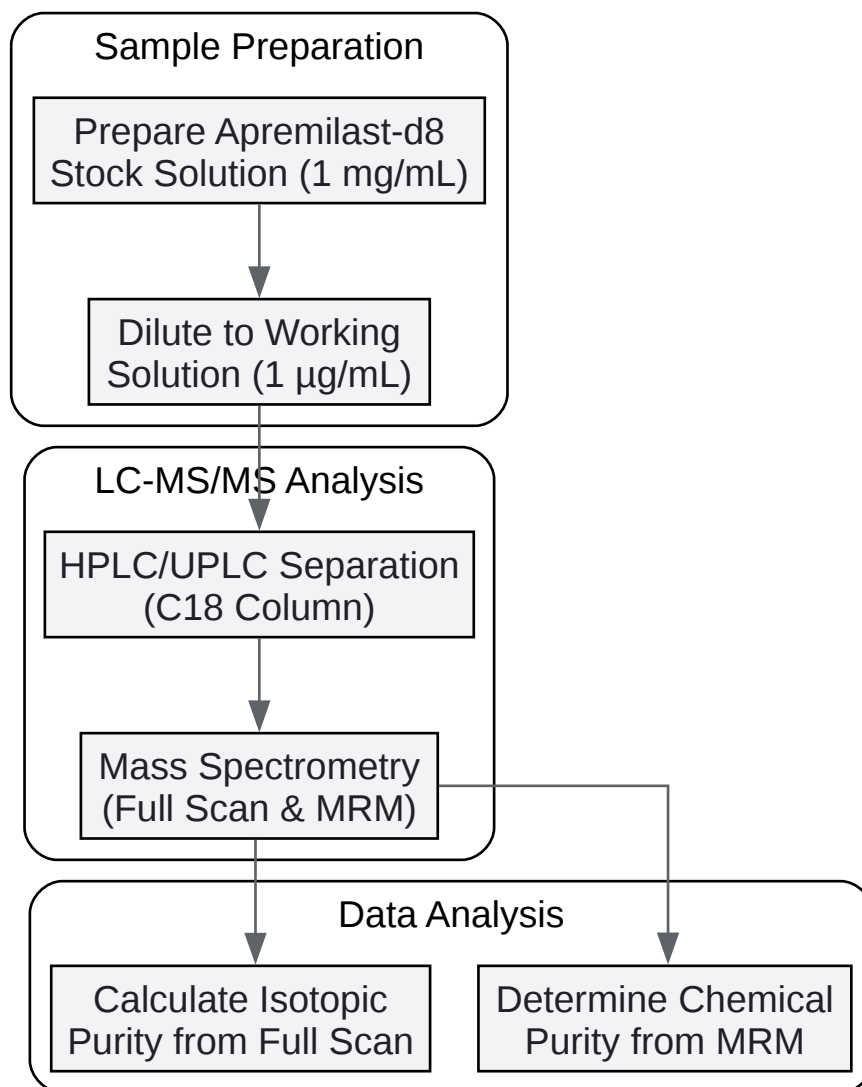 Sample Preparation
Prepare Apremilast-d8
Stock Solution (1 mg/mL)
Dilute to Working
Solution (1 µg/mL)
LC-MS/MS Analysis
HPLC/UPLC Separation
(C18 Column)
Mass Spectrometry
(Full Scan & MRM)
Data Analysis
Calculate Isotopic
Purity from Full Scan
Determine Chemical
Purity from MRM